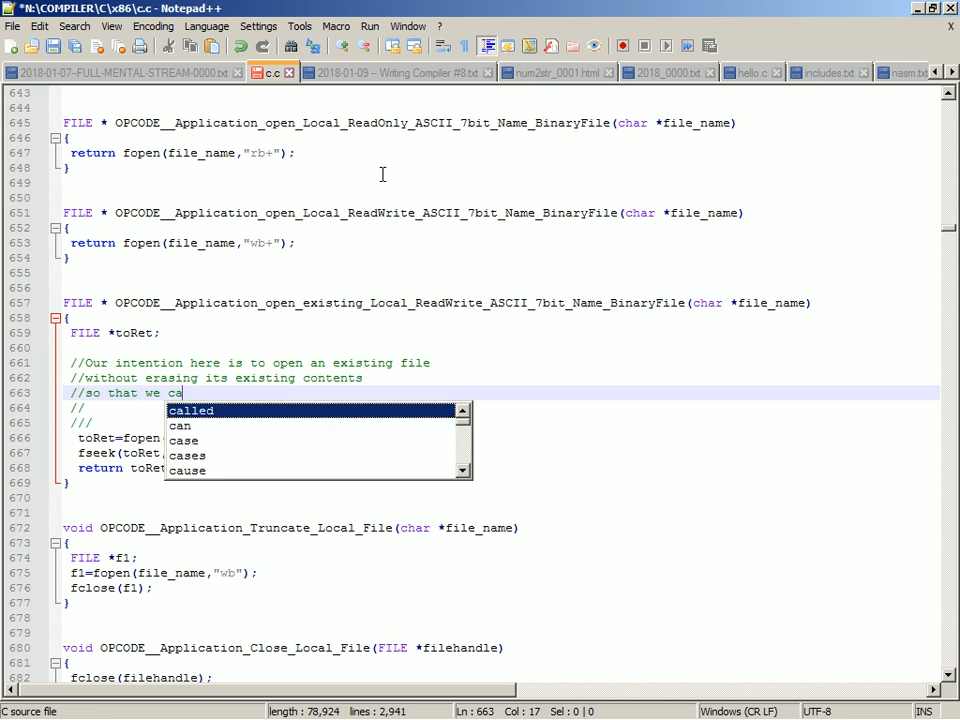 *N:\COMPILER\C\x86\c.c - Notepad++
File Edit Search View Encoding Language Settings Tools Macro Run Window ? X
2018-01-07-FULL-MENTAL-STREAM-0000.txt c.c 2018-01-09 -- Writing Compiler #8.txt num2str_0001.html 2018_0000.txt hello.c includes.txt nasm.txt
643
644
645 FILE * OPCODE__Application_open_Local_ReadOnly_ASCII_7bit_Name_BinaryFile(char *file_name)
646 {
647 return fopen(file_name,"rb+");
648 }
649
650
651 FILE * OPCODE__Application_open_Local_ReadWrite_ASCII_7bit_Name_BinaryFile(char *file_name)
652 {
653 return fopen(file_name,"wb+");
654 }
655
656
657 FILE * OPCODE__Application_open_existing_Local_ReadWrite_ASCII_7bit_Name_BinaryFile(char *file_name)
658 {
659 FILE *toRet;
660
661 //Our intention here is to open an existing file
662 //without erasing its existing contents
663 //so that we ca
664 //
665 ///
666 toRet=fopen
667 fseek(toRet,
668 return toRet
669 }
called
can
case
cases
cause
670
671
672 void OPCODE__Application_Truncate_Local_File(char *file_name)
673 {
674 FILE *f1;
675 f1=fopen(file_name,"wb");
676 fclose(f1);
677 }
678
679
680 void OPCODE__Application_Close_Local_File(FILE *filehandle)
681 {
682 fclose(filehandle);
C source file length : 78,924 lines : 2,941 Ln : 663 Col : 17 Sel : 0 | 0 Windows (CR LF) UTF-8 INS